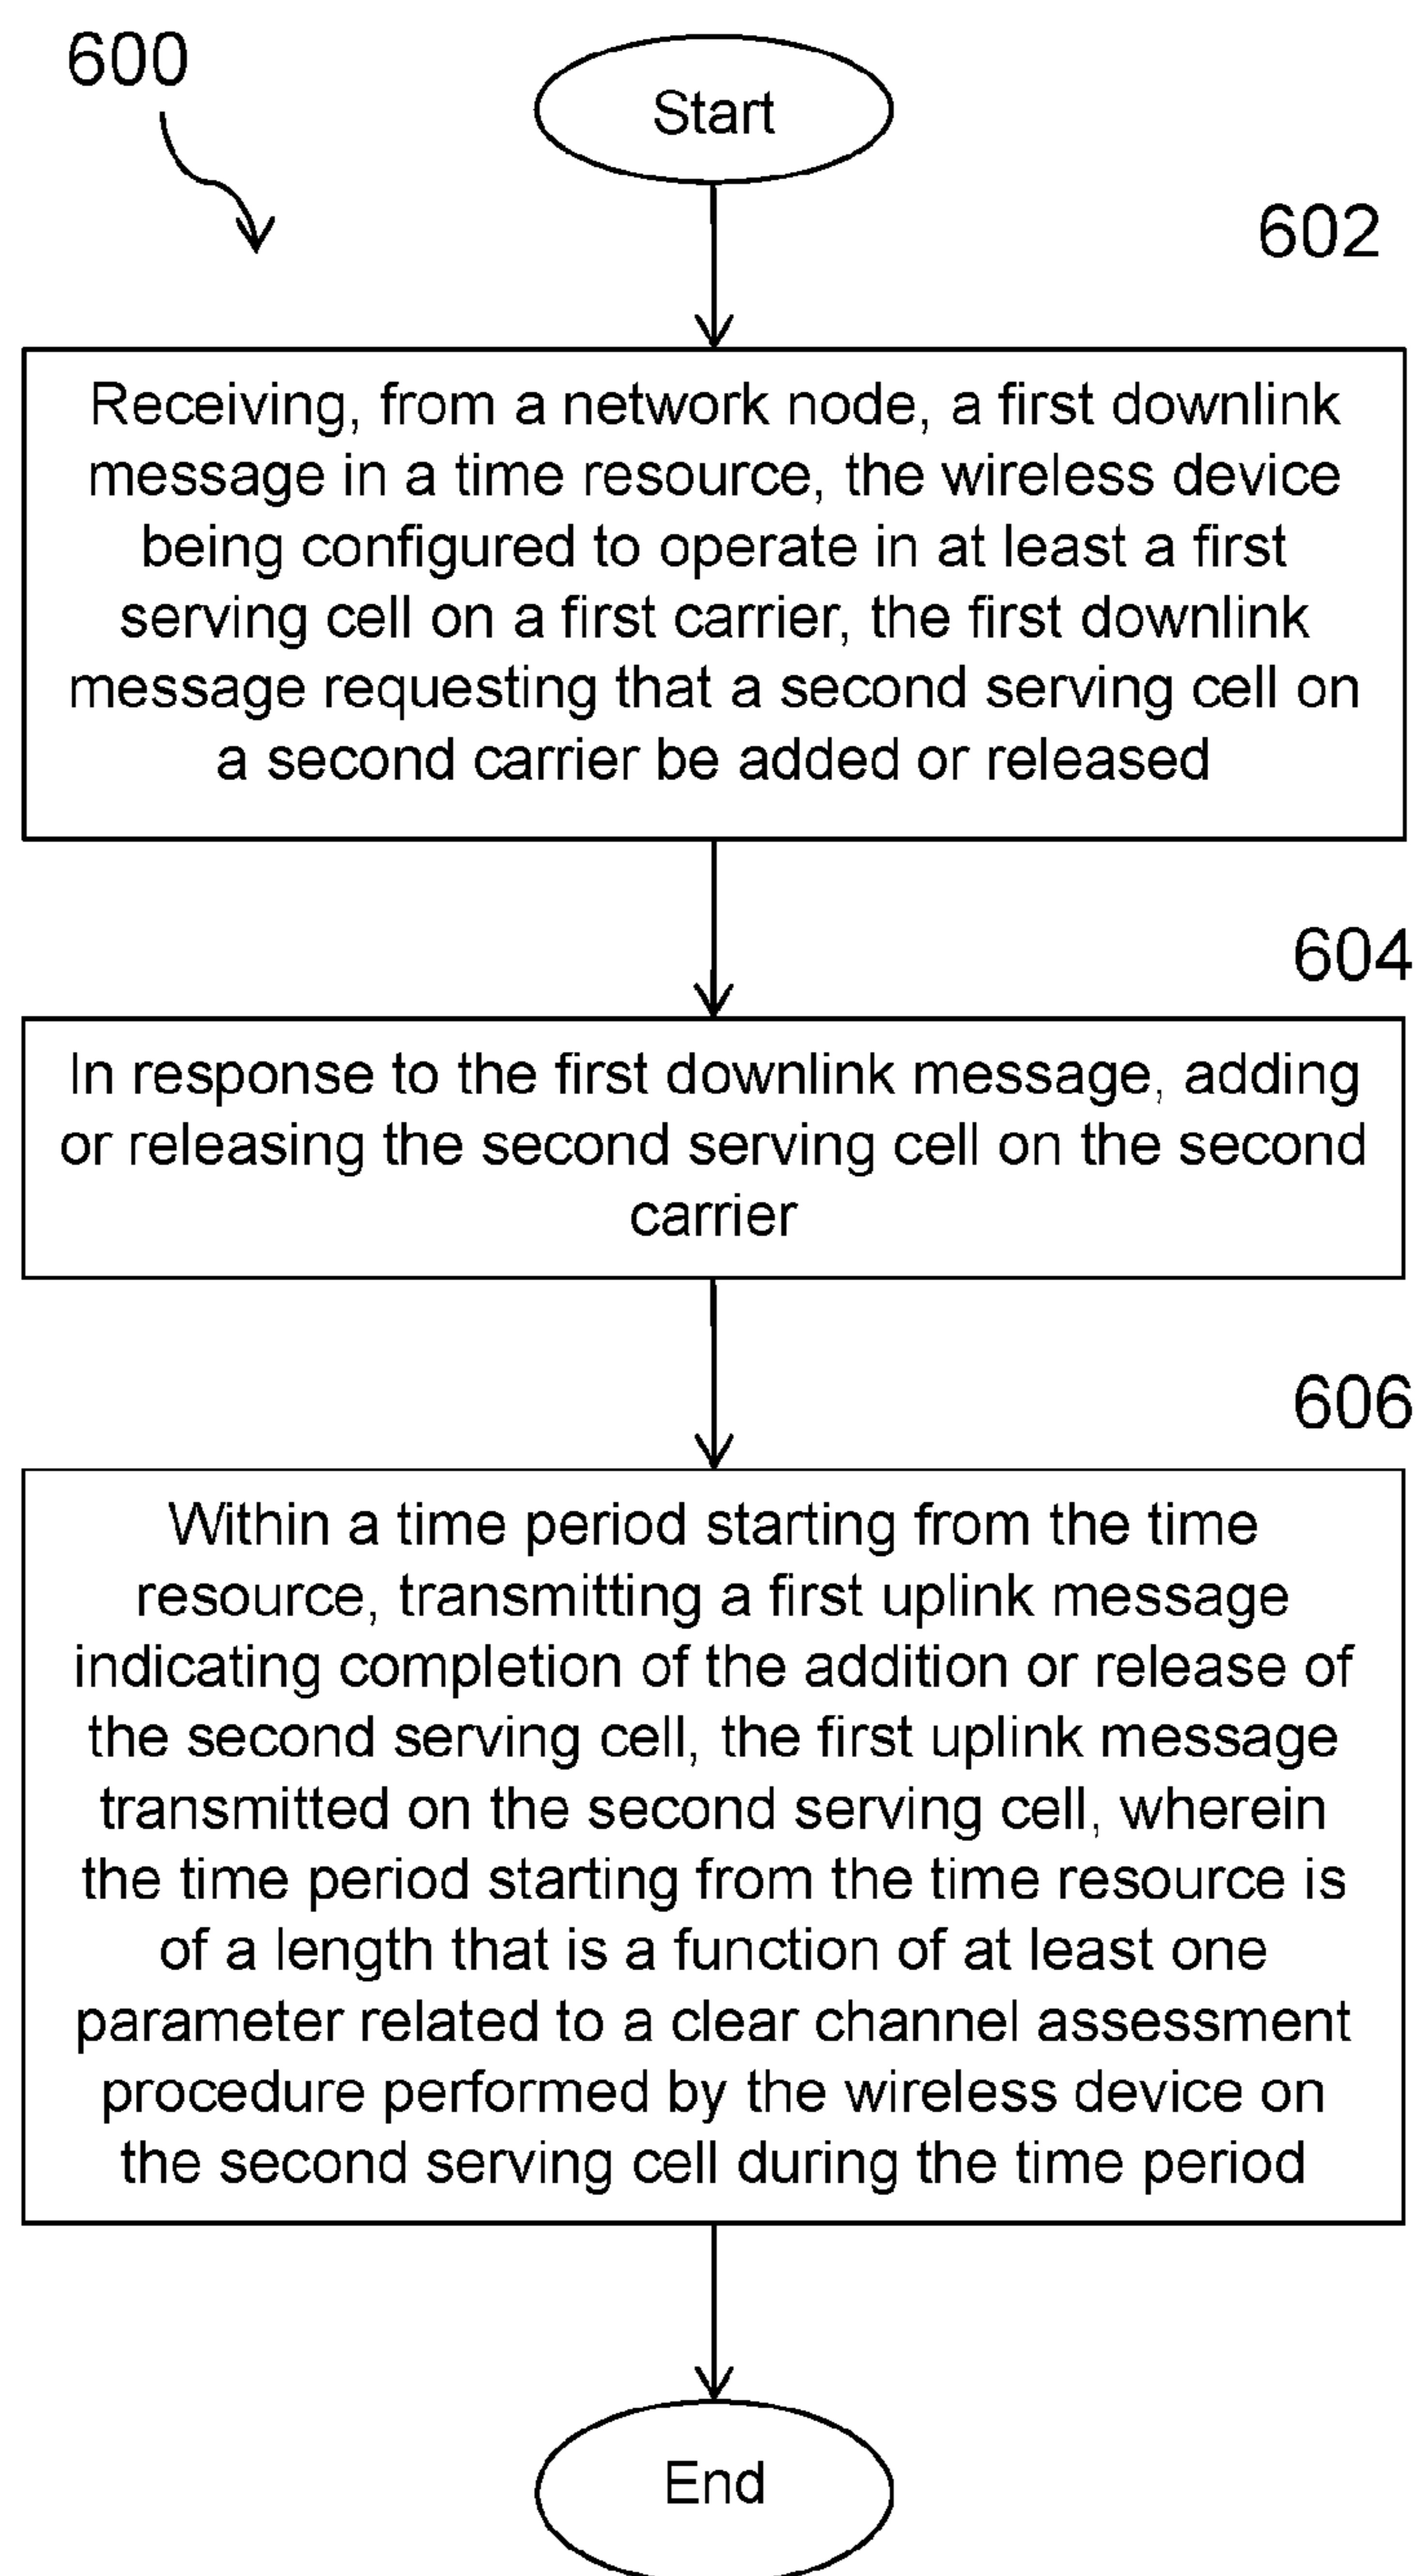 600
Start
602
Receiving, from a network node, a first downlink
message in a time resource, the wireless device
being configured to operate in at least a first
serving cell on a first carrier, the first downlink
message requesting that a second serving cell on
a second carrier be added or released
604
In response to the first downlink message, adding
or releasing the second serving cell on the second
carrier
606
Within a time period starting from the time
resource, transmitting a first uplink message
indicating completion of the addition or release of
the second serving cell, the first uplink message
transmitted on the second serving cell, wherein
the time period starting from the time resource is
of a length that is a function of at least one
parameter related to a clear channel assessment
procedure performed by the wireless device on
the second serving cell during the time period
End